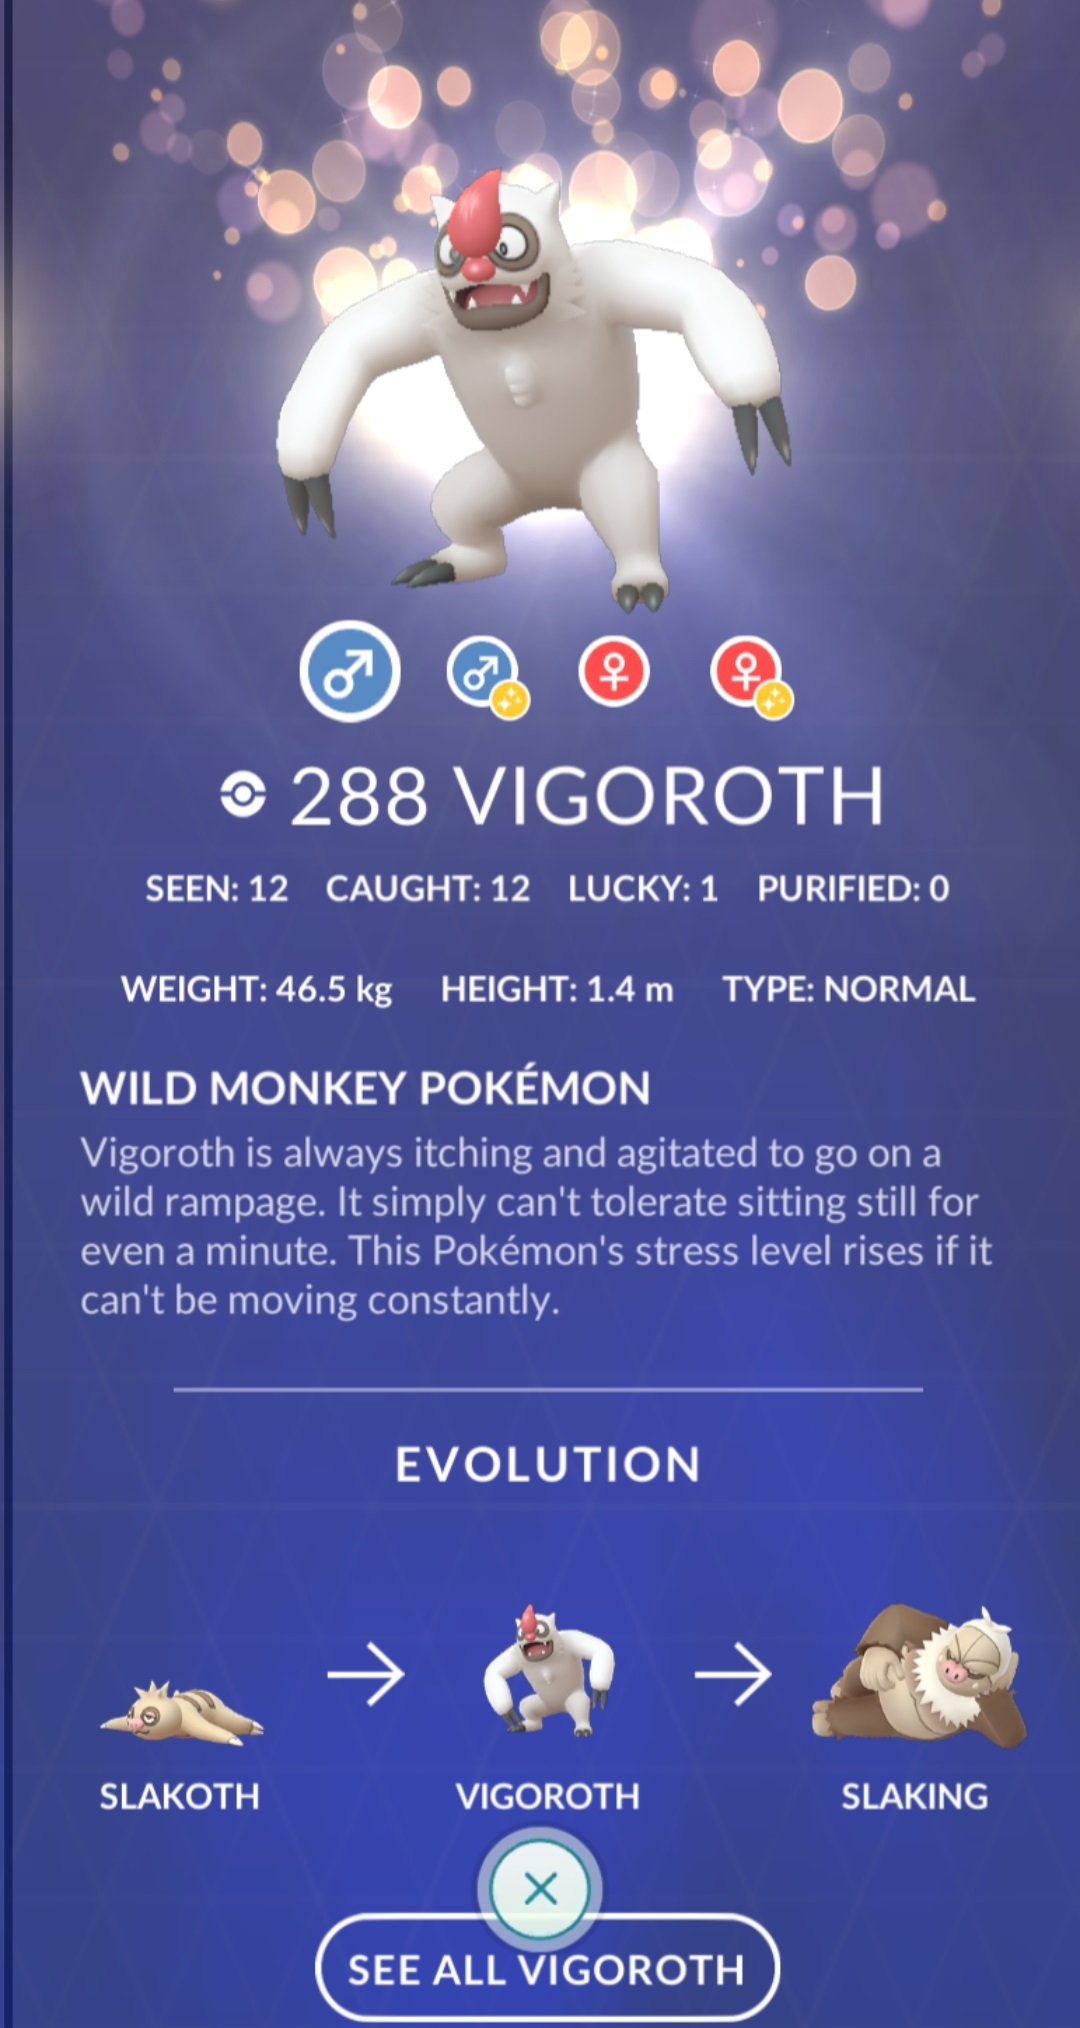 288 VIGOROTH
SEEN: 12 CAUGHT: 12 LUCKY: 1 PURIFIED: 0
WEIGHT: 46.5 kg HEIGHT: 1.4 m TYPE: NORMAL
WILD MONKEY POKÉMON
Vigoroth is always itching and agitated to go on a
wild rampage. It simply can't tolerate sitting still for
even a minute. This Pokémon's stress level rises if it
can't be moving constantly.
EVOLUTION
SLAKOTH VIGOROTH SLAKING
SEE ALL VIGOROTH